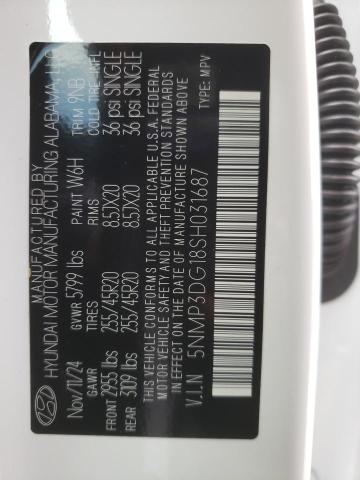 MANUFACTURED BY
HYUNDAI MOTOR MANUFACTURING ALABAMA, LLC
Nov/11/24 GVWR 5799 lbs PAINT W6H TRIM 9NB
GAWR TIRES RIMS COLD TIRE INFL
FRONT 2955 lbs 255/45R20 8.5JX20 36 psi SINGLE
REAR 3109 lbs 255/45R20 8.5JX20 36 psi SINGLE
THIS VEHICLE CONFORMS TO ALL APPLICABLE U.S.A. FEDERAL
MOTOR VEHICLE SAFETY AND THEFT PREVENTION STANDARDS
IN EFFECT ON THE DATE OF MANUFACTURE SHOWN ABOVE
V.I.N 5NMP3DG18SH031687 TYPE: MPV